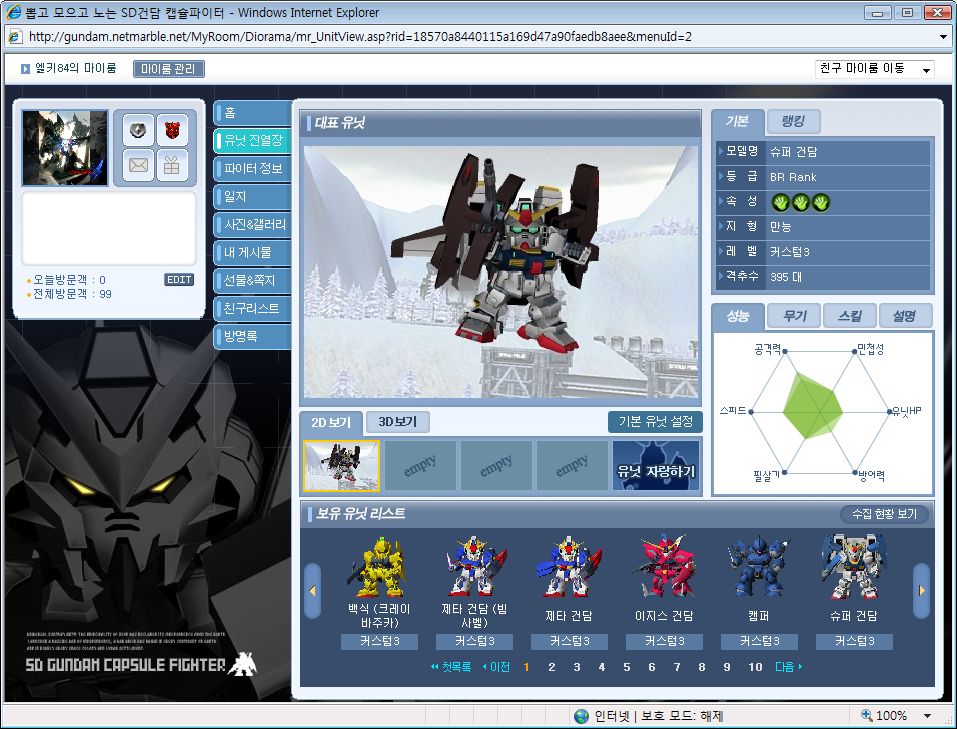 뽑고 모으고 노는 SD건담 캡슐파이터 - Windows Internet Explorer
http://gundam.netmarble.net/MyRoom/Diorama/mr_UnitView.asp?rid=18570a8440115a169d47a90faedb8aee&menuId=2
엘키84의 마이룸
마이룸 관리
친구 마이룸 이동
오늘방문객 : 0
EDIT
전체방문객 : 99
홈
유닛 진열장
파이터 정보
일지
사진&갤러리
내 게시물
선물&쪽지
친구리스트
방명록
대표 유닛
SNOW FIELD
2D 보기
3D보기
기본 유닛 설정
empty
empty
empty
유닛 자랑하기
기본
랭킹
모델명 슈퍼 건담
등 급 BR Rank
속 성
지 형 만능
레 벨 커스텀3
격추수 395 대
성능
무기
스킬
설명
공격력
민첩성
스피드
유닛HP
필살기
방어력
보유 유닛 리스트
수집 현황 보기
백식 (크레이
바주카)
커스텀3
제타 건담 (빔
사벨)
커스텀3
제타 건담
커스텀3
이지스 건담
커스텀3
캠퍼
커스텀3
슈퍼 건담
커스텀3
첫목록 이전 1 2 3 4 5 6 7 8 9 10 다음
SD GUNDAM CAPSULE FIGHTER
인터넷 | 보호 모드: 해제
100%